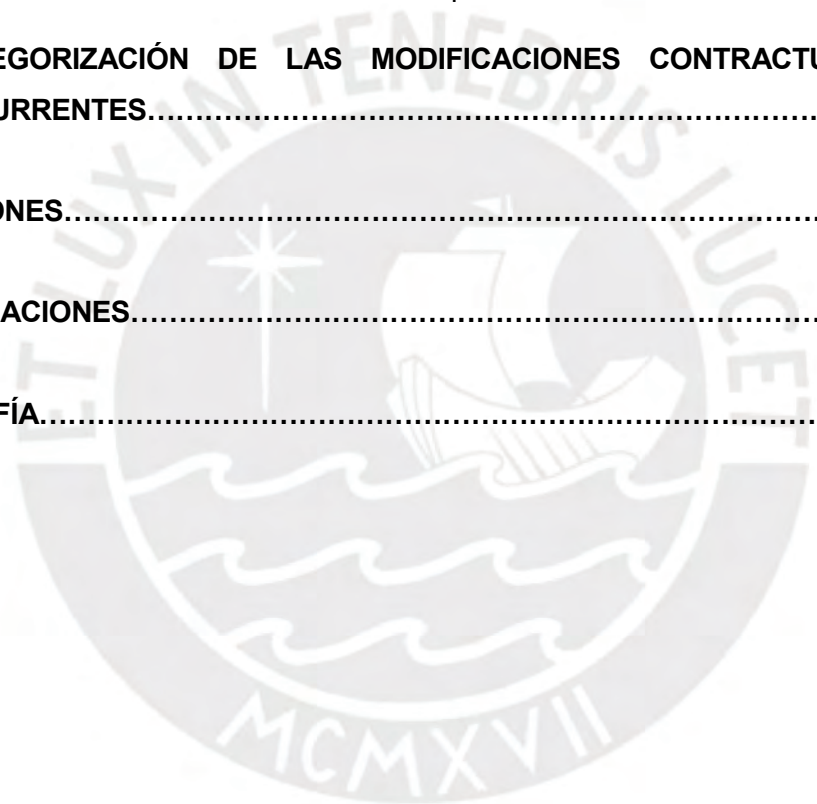 EGORIZACIÓN DE LAS MODIFICACIONES CONTRACTU
URRENTES……………………………………………………………….
ONES……………………………………………………………………….
ACIONES………………………………………………………………….
FÍA………………………………………………………………………….
ET LUX IN TENEBRIS LUCET
MCMXVII